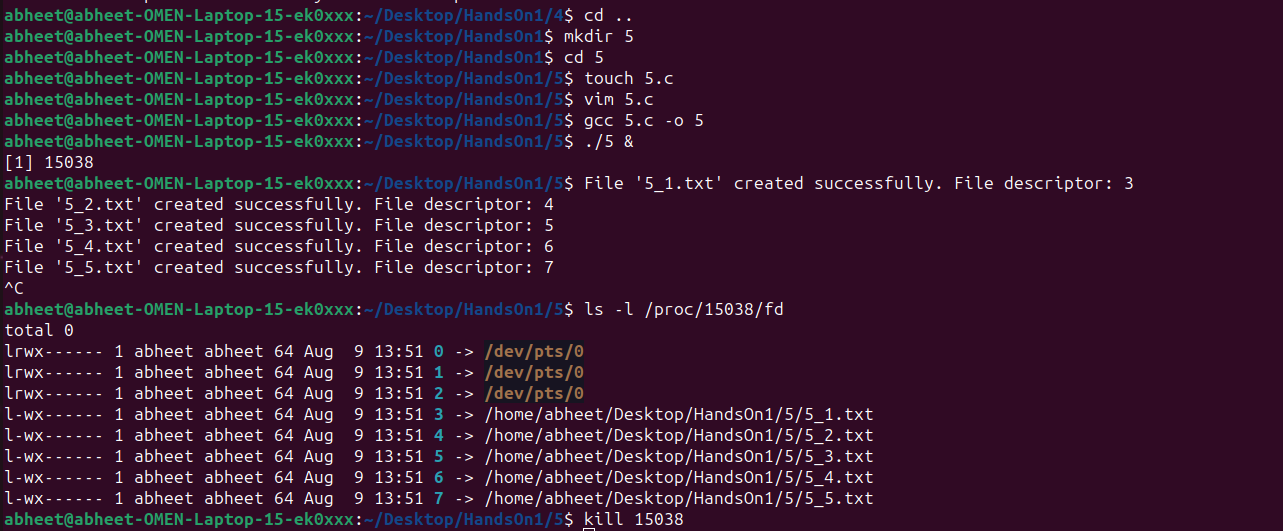 abheet@abheet-OMEN-Laptop-15-ek0xxx:~/Desktop/HandsOn1/4$ cd ..
abheet@abheet-OMEN-Laptop-15-ek0xxx:~/Desktop/HandsOn1$ mkdir 5
abheet@abheet-OMEN-Laptop-15-ek0xxx:~/Desktop/HandsOn1$ cd 5
abheet@abheet-OMEN-Laptop-15-ek0xxx:~/Desktop/HandsOn1/5$ touch 5.c
abheet@abheet-OMEN-Laptop-15-ek0xxx:~/Desktop/HandsOn1/5$ vim 5.c
abheet@abheet-OMEN-Laptop-15-ek0xxx:~/Desktop/HandsOn1/5$ gcc 5.c -o 5
abheet@abheet-OMEN-Laptop-15-ek0xxx:~/Desktop/HandsOn1/5$ ./5 &
[1] 15038
abheet@abheet-OMEN-Laptop-15-ek0xxx:~/Desktop/HandsOn1/5$ File '5_1.txt' created successfully. File descriptor: 3
File '5_2.txt' created successfully. File descriptor: 4
File '5_3.txt' created successfully. File descriptor: 5
File '5_4.txt' created successfully. File descriptor: 6
File '5_5.txt' created successfully. File descriptor: 7
^C
abheet@abheet-OMEN-Laptop-15-ek0xxx:~/Desktop/HandsOn1/5$ ls -l /proc/15038/fd
total 0
lrwx------ 1 abheet abheet 64 Aug  9 13:51 0 -> /dev/pts/0
lrwx------ 1 abheet abheet 64 Aug  9 13:51 1 -> /dev/pts/0
lrwx------ 1 abheet abheet 64 Aug  9 13:51 2 -> /dev/pts/0
l-wx------ 1 abheet abheet 64 Aug  9 13:51 3 -> /home/abheet/Desktop/HandsOn1/5/5_1.txt
l-wx------ 1 abheet abheet 64 Aug  9 13:51 4 -> /home/abheet/Desktop/HandsOn1/5/5_2.txt
l-wx------ 1 abheet abheet 64 Aug  9 13:51 5 -> /home/abheet/Desktop/HandsOn1/5/5_3.txt
l-wx------ 1 abheet abheet 64 Aug  9 13:51 6 -> /home/abheet/Desktop/HandsOn1/5/5_4.txt
l-wx------ 1 abheet abheet 64 Aug  9 13:51 7 -> /home/abheet/Desktop/HandsOn1/5/5_5.txt
abheet@abheet-OMEN-Laptop-15-ek0xxx:~/Desktop/HandsOn1/5$ kill 15038